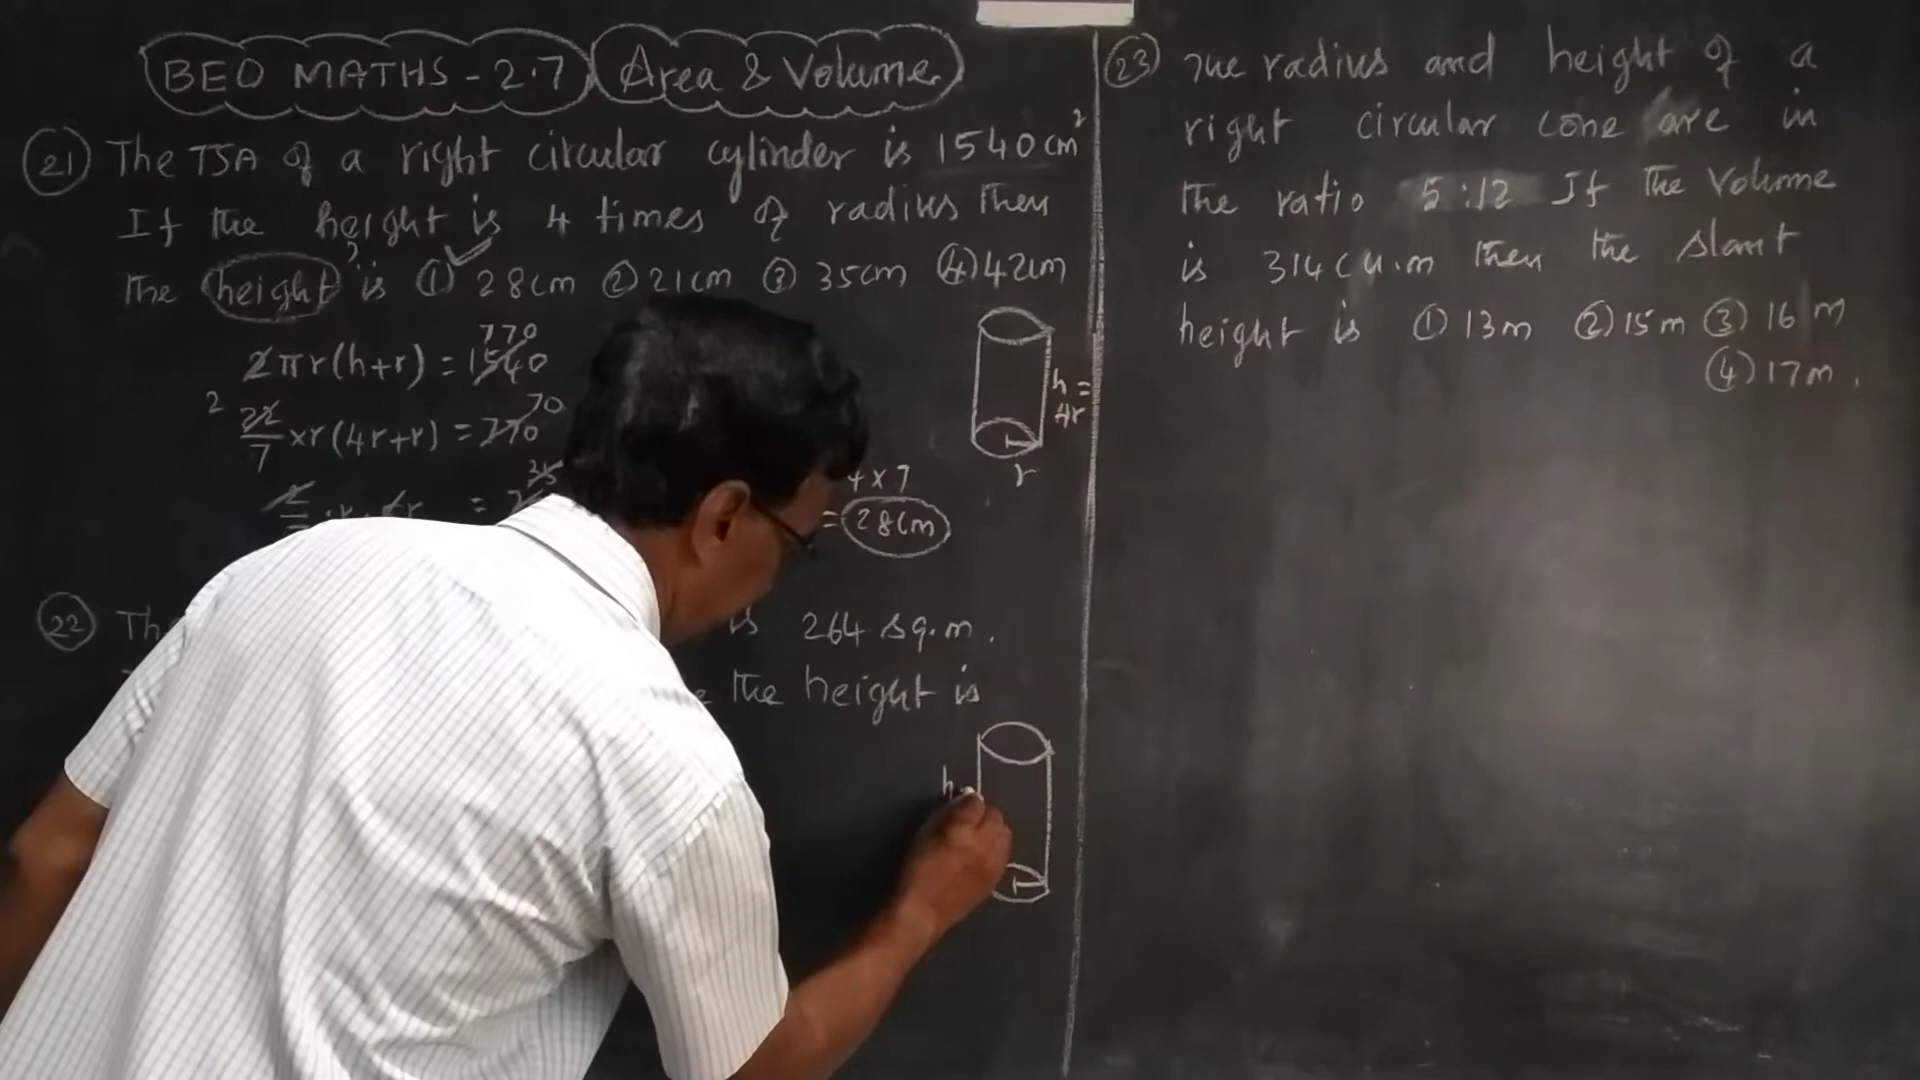 BED MATHS - 2.7 Area & Volume
21 The TSA of a right circular cylinder is 1540 cm²
If the height is 4 times of radius then
the height is ① 28cm ② 21cm ③ 35cm ④ 42cm
770
2πr(h+r) = 1540
2 70
22/7 × r(4r+r) = 770
h =
4r
r
4 × 7
= 28cm
22 is 264 sq.m.
the height is
h
23 The radius and height of a
right circular cone are in
the ratio 5:12 If the Volume
is 314 cu.m then the slant
height is ① 13m ② 15m ③ 16m
④ 17m.